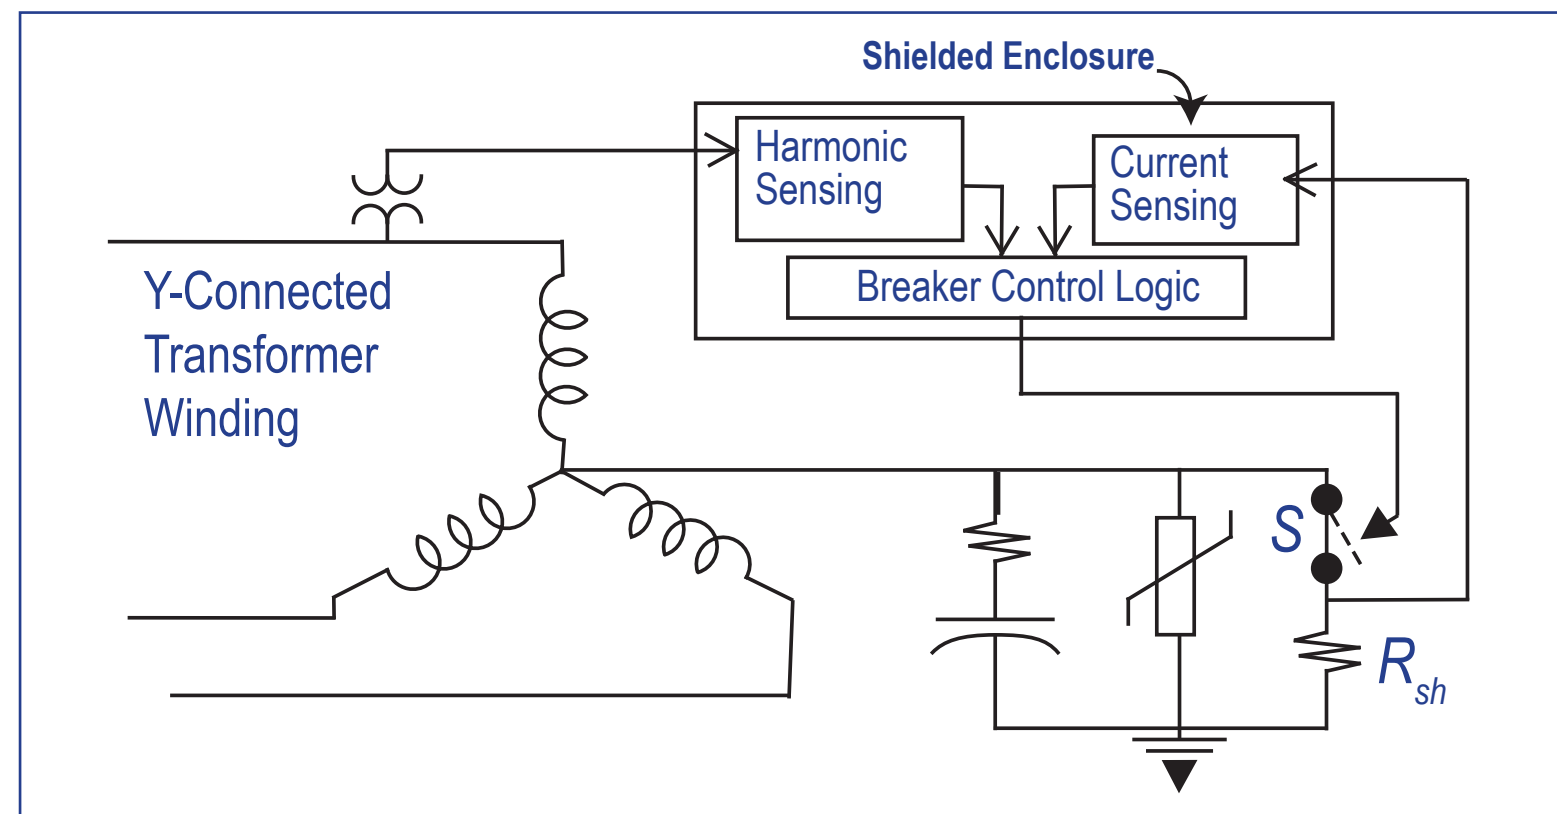 Shielded Enclosure
Harmonic
Sensing
Current
Sensing
Breaker Control Logic
Y-Connected
Transformer
Winding
S
Rsh